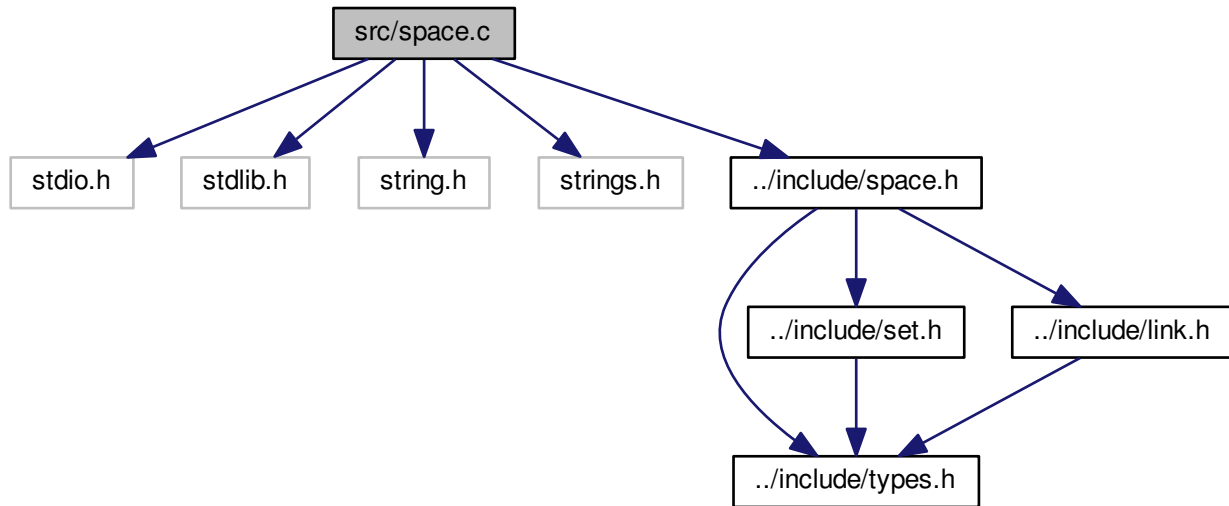 src/space.c
stdio.h
stdlib.h
string.h
strings.h
../include/space.h
../include/set.h
../include/link.h
../include/types.h